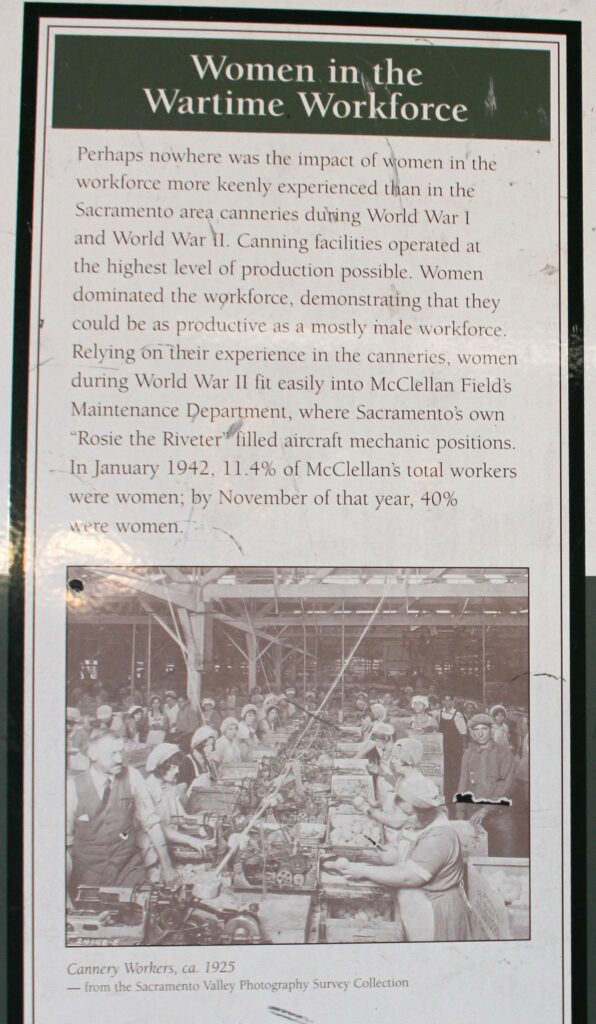 Women in the
Wartime Workforce
Perhaps nowhere was the impact of women in the
workforce more keenly experienced than in the
Sacramento area canneries during World War I
and World War II. Canning facilities operated at
the highest level of production possible. Women
dominated the workforce, demonstrating that they
could be as productive as a mostly male workforce.
Relying on their experience in the canneries, women
during World War II fit easily into McClellan Field's
Maintenance Department, where Sacramento's own
"Rosie the Riveter" filled aircraft mechanic positions.
In January 1942, 11.4% of McClellan's total workers
were women; by November of that year, 40%
were women.
Cannery Workers, ca. 1925
— from the Sacramento Valley Photography Survey Collection